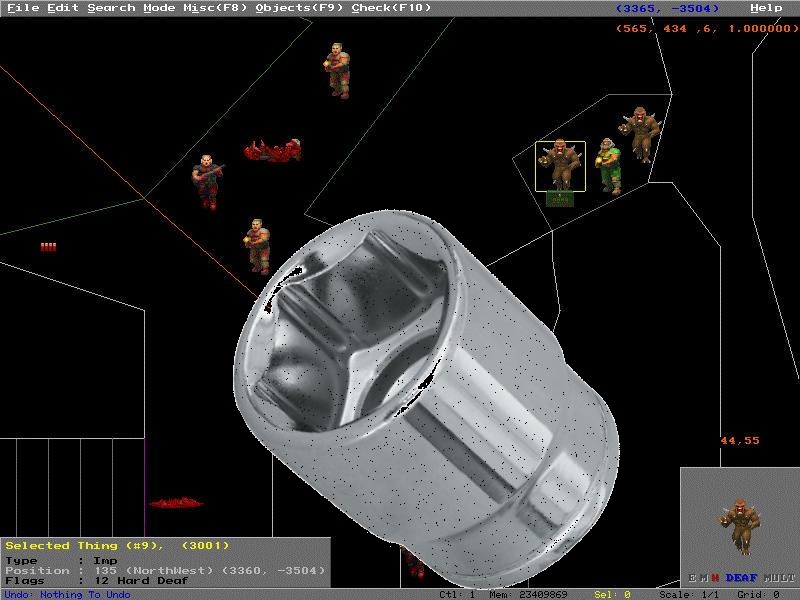 File Edit Search Mode Misc(F8) Objects(F9) Check(F10) (3365, -3504) Help
(565, 434 ,6, 1.000000)
44,55
Selected Thing (#9), (3001)
Type : Imp
Position : 135 (NorthWest) (3360, -3504)
Flags : 12 Hard Deaf
E M H DEAF MULT
Undo: Nothing To Undo Ctl: 1 Mem: 23409869 Sel: 0 Scale: 1/1 Grid: 0